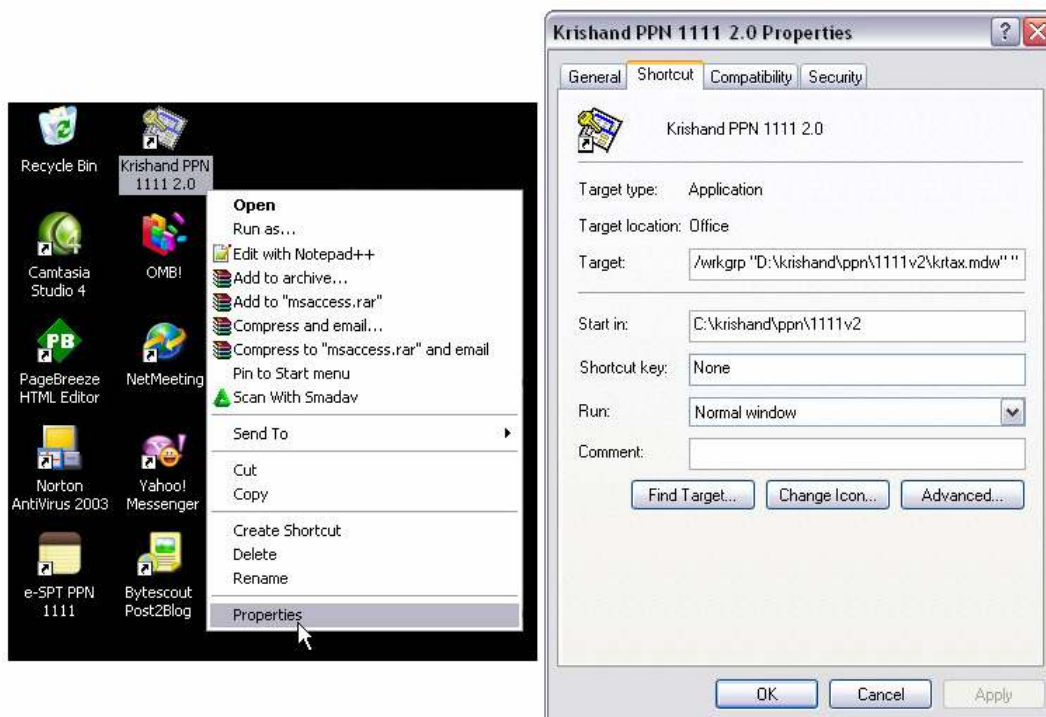 Recycle Bin
Krishand PPN
1111 2.0
Camtasia
Studio 4
OMB!
PB
PageBreeze
HTML Editor
NetMeeting
Norton
AntiVirus 2003
Yahoo!
Messenger
e-SPT PPN
1111
Bytescout
Post2Blog
Open
Run as...
Edit with Notepad++
Add to archive...
Add to "msaccess.rar"
Compress and email...
Compress to "msaccess.rar" and email
Pin to Start menu
Scan With Smadav
Send To
Cut
Copy
Create Shortcut
Delete
Rename
Properties
Krishand PPN 1111 2.0 Properties
General Shortcut Compatibility Security
Krishand PPN 1111 2.0
Target type: Application
Target location: Office
Target: /wrkgrp "D:\krishand\ppn\1111v2\krtax.mdw" "
Start in: C:\krishand\ppn\1111v2
Shortcut key: None
Run: Normal window
Comment:
Find Target... Change Icon... Advanced...
OK Cancel Apply